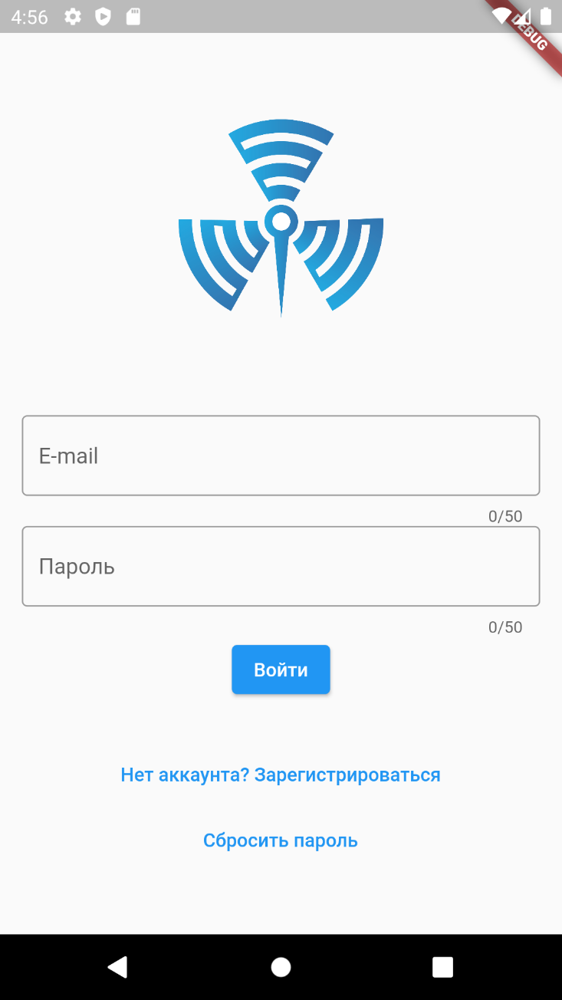 4:56
DEBUG
E-mail
0/50
Пароль
0/50
Войти
Нет аккаунта? Зарегистрироваться
Сбросить пароль